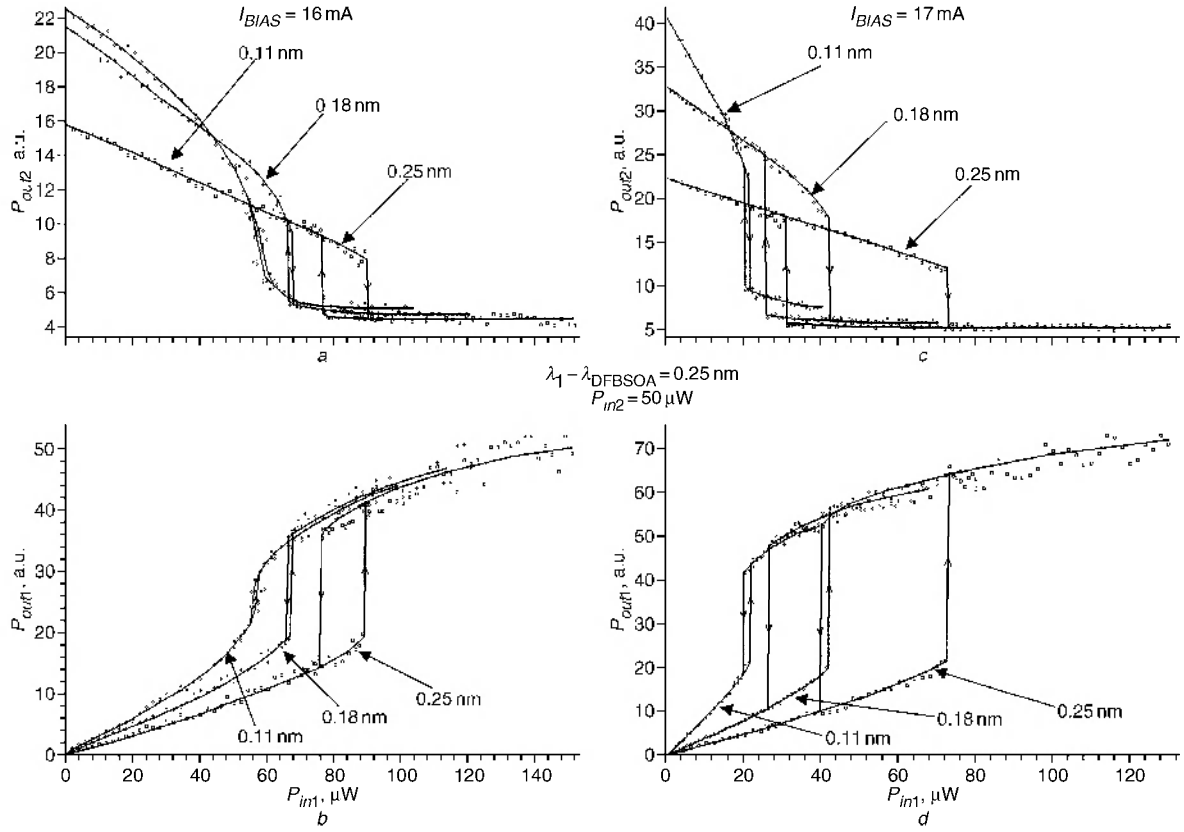 I_BIAS = 16 mA
22
20
18
16
14
12
10
8
6
4
P_out2 a.u.
0.11 nm
0.18 nm
0.25 nm
a
I_BIAS = 17 mA
40
35
30
25
20
15
10
5
P_out2, a.u.
0.11 nm
0.18 nm
0.25 nm
c
λ1 – λDFBSOA = 0.25 nm
P_in2 = 50 μW
50
40
30
20
10
0
P_out1, a.u.
0.11 nm
0.18 nm
0.25 nm
0 20 40 60 80 100 120 140
P_in1, μW
b
70
60
50
40
30
20
10
0
P_out1, a.u.
0.11 nm
0.18 nm
0.25 nm
0 20 40 60 80 100 120
P_in1, μW
d